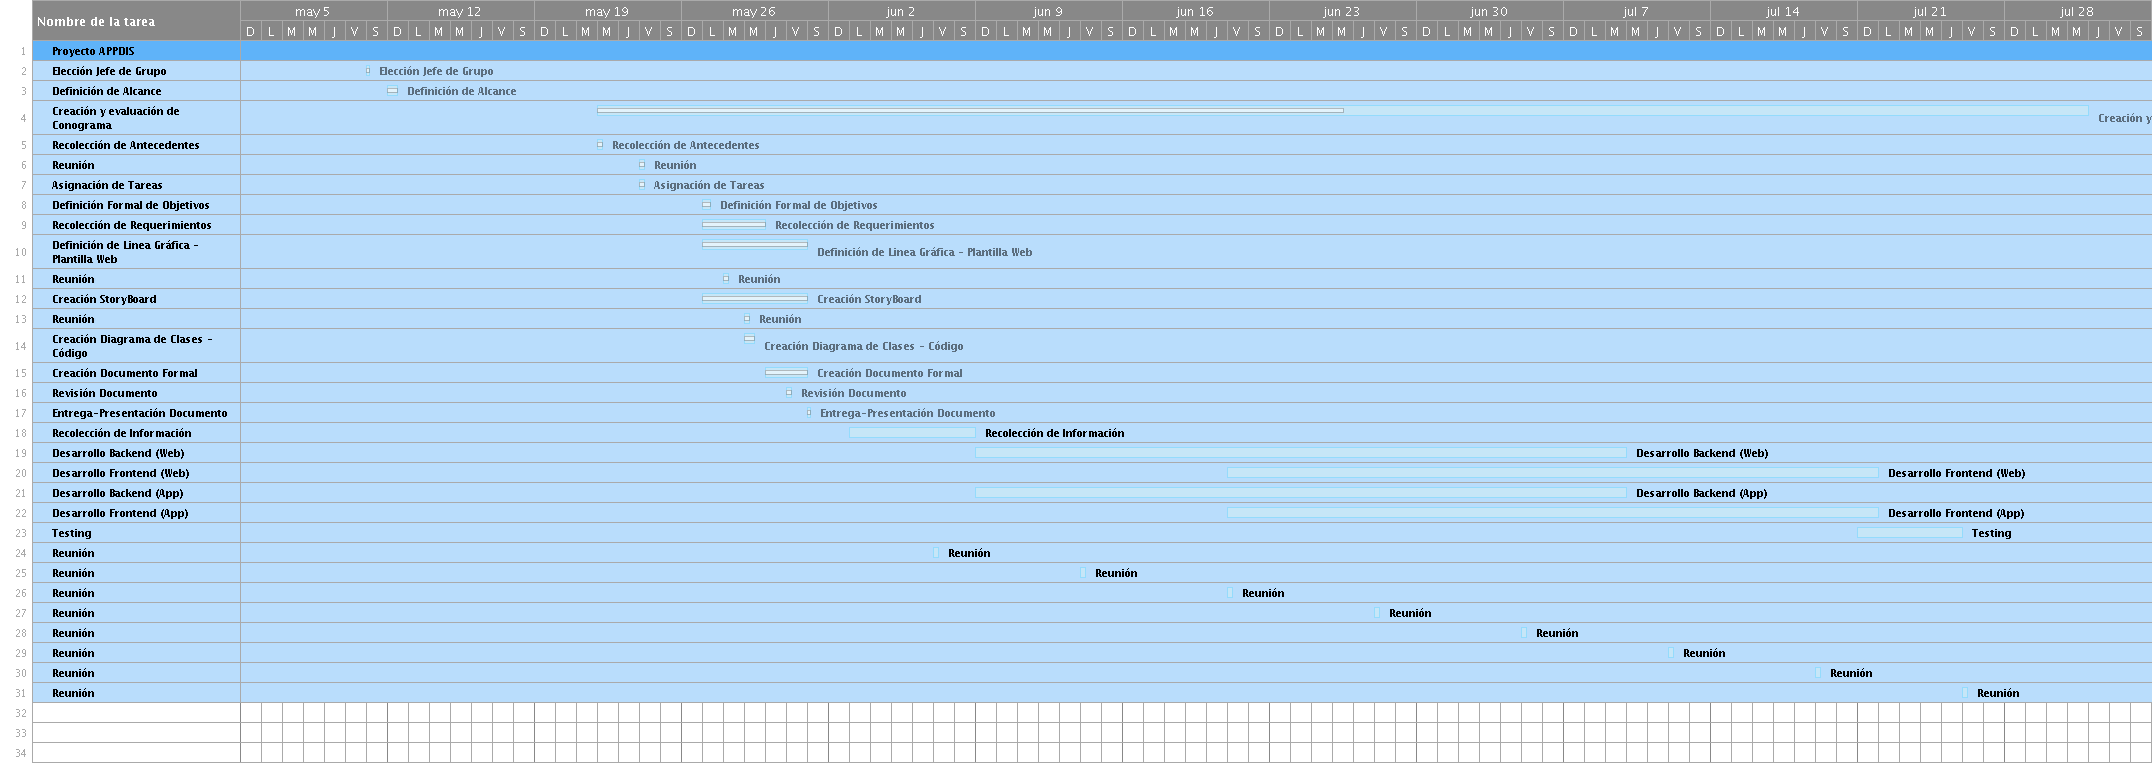 Nombre de la tarea
may 5 may 12 may 19 may 26 jun 2 jun 9 jun 16 jun 23 jun 30 jul 7 jul 14 jul 21 jul 28
D L M M J V S D L M M J V S D L M M J V S D L M M J V S D L M M J V S D L M M J V S D L M M J V S D L M M J V S D L M M J V S D L M M J V S D L M M J V S D L M M J V S D L M M J V S
1 Proyecto APPDIS
2 Elección Jefe de Grupo Elección Jefe de Grupo
3 Definición de Alcance Definición de Alcance
4 Creación y evaluación de
Conograma Creación y
5 Recolección de Antecedentes Recolección de Antecedentes
6 Reunión Reunión
7 Asignación de Tareas Asignación de Tareas
8 Definición Formal de Objetivos Definición Formal de Objetivos
9 Recolección de Requerimientos Recolección de Requerimientos
10 Definición de Linea Gráfica -
Plantilla Web Definición de Linea Gráfica - Plantilla Web
11 Reunión Reunión
12 Creación StoryBoard Creación StoryBoard
13 Reunión Reunión
14 Creación Diagrama de Clases -
Código Creación Diagrama de Clases - Código
15 Creación Documento Formal Creación Documento Formal
16 Revisión Documento Revisión Documento
17 Entrega-Presentación Documento Entrega-Presentación Documento
18 Recolección de Información Recolección de Información
19 Desarrollo Backend (Web) Desarrollo Backend (Web)
20 Desarrollo Frontend (Web) Desarrollo Frontend (Web)
21 Desarrollo Backend (App) Desarrollo Backend (App)
22 Desarrollo Frontend (App) Desarrollo Frontend (App)
23 Testing Testing
24 Reunión Reunión
25 Reunión Reunión
26 Reunión Reunión
27 Reunión Reunión
28 Reunión Reunión
29 Reunión Reunión
30 Reunión Reunión
31 Reunión Reunión
32
33
34